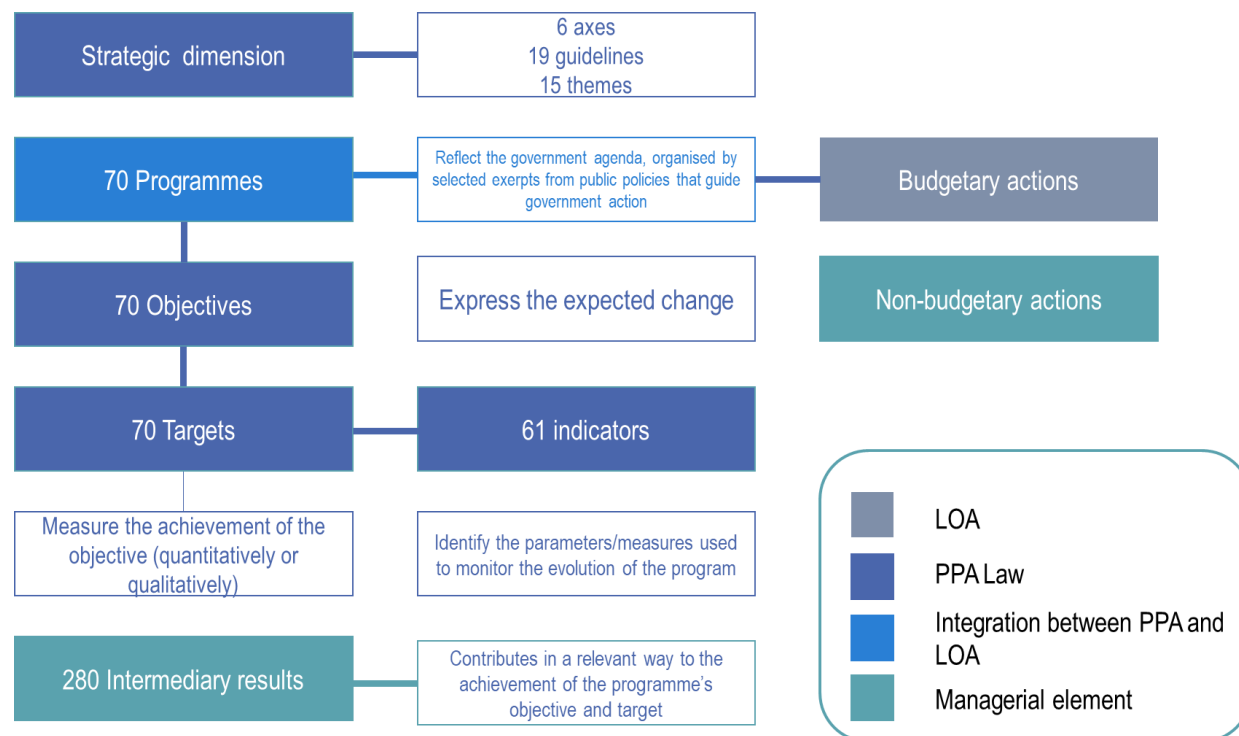 Strategic dimension
6 axes
19 guidelines
15 themes
70 Programmes
Reflect the government agenda, organised by
selected exerpts from public policies that guide
government action
Budgetary actions
70 Objectives
Express the expected change
Non-budgetary actions
70 Targets
61 indicators
Measure the achievement of the
objective (quantitatively or
qualitatively)
Identify the parameters/measures used
to monitor the evolution of the program
280 Intermediary results
Contributes in a relevant way to the
achievement of the programme's
objective and target
LOA
PPA Law
Integration between PPA and
LOA
Managerial element